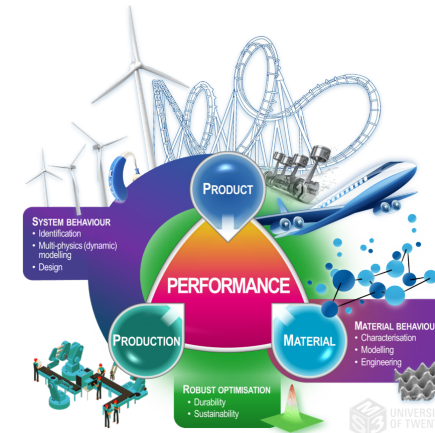 PRODUCT
SYSTEM BEHAVIOUR
• Identification
• Multi-physics (dynamic)
modelling
• Design
PERFORMANCE
PRODUCTION
MATERIAL
MATERIAL BEHAVIOU
• Characterisation
• Modelling
• Engineering
ROBUST OPTIMISATION
• Durability
• Sustainability
UNIVERS
OF TWEN